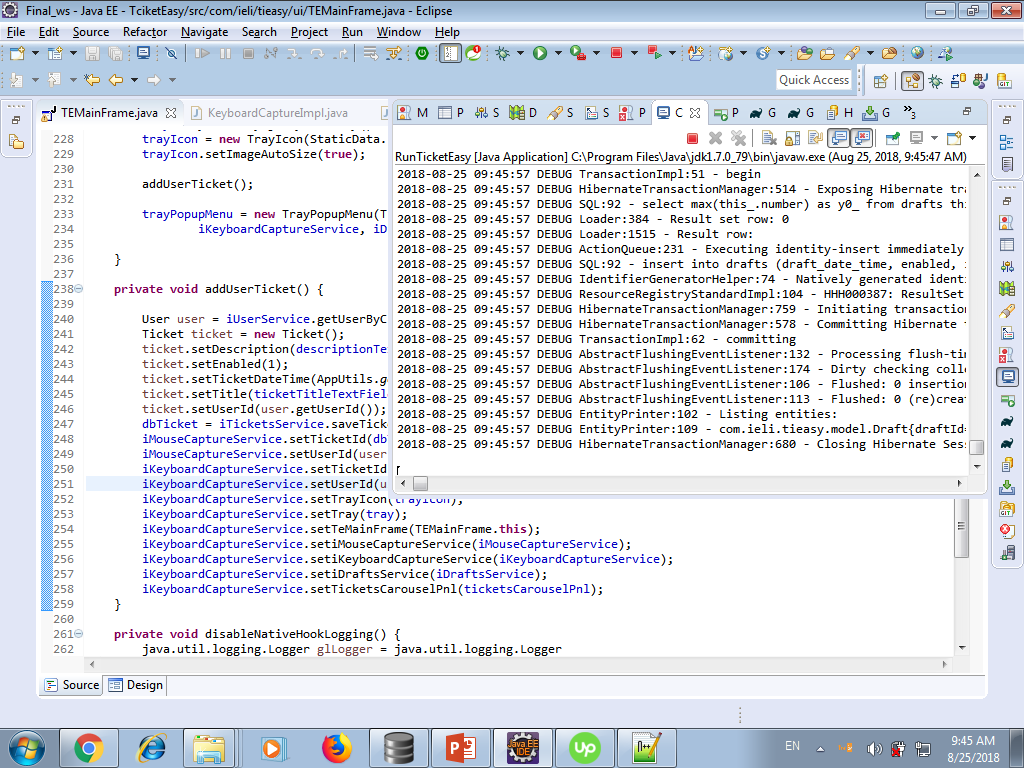 Final_ws - Java EE - TciketEasy/src/com/ieli/tieasy/ui/TEMainFrame.java - Eclipse
File Edit Source Refactor Navigate Search Project Run Window Help
Quick Access
TEMainFrame.java KeyboardCaptureImpl.java
M P S D S S P C P G G H G »3
RunTicketEasy [Java Application] C:\Program Files\Java\jdk1.7.0_79\bin\javaw.exe (Aug 25, 2018, 9:45:47 AM)
2018-08-25 09:45:57 DEBUG TransactionImpl:51 - begin
2018-08-25 09:45:57 DEBUG HibernateTransactionManager:514 - Exposing Hibernate tra
2018-08-25 09:45:57 DEBUG SQL:92 - select max(this_.number) as y0_ from drafts thi
2018-08-25 09:45:57 DEBUG Loader:384 - Result set row: 0
2018-08-25 09:45:57 DEBUG Loader:1515 - Result row:
2018-08-25 09:45:57 DEBUG ActionQueue:231 - Executing identity-insert immediately
2018-08-25 09:45:57 DEBUG SQL:92 - insert into drafts (draft_date_time, enabled,
2018-08-25 09:45:57 DEBUG IdentifierGeneratorHelper:74 - Natively generated identi
2018-08-25 09:45:57 DEBUG ResourceRegistryStandardImpl:104 - HHH000387: ResultSet
2018-08-25 09:45:57 DEBUG HibernateTransactionManager:759 - Initiating transaction
2018-08-25 09:45:57 DEBUG HibernateTransactionManager:578 - Committing Hibernate
2018-08-25 09:45:57 DEBUG TransactionImpl:62 - committing
2018-08-25 09:45:57 DEBUG AbstractFlushingEventListener:132 - Processing flush-tim
2018-08-25 09:45:57 DEBUG AbstractFlushingEventListener:174 - Dirty checking colle
2018-08-25 09:45:57 DEBUG AbstractFlushingEventListener:106 - Flushed: 0 insertion
2018-08-25 09:45:57 DEBUG AbstractFlushingEventListener:113 - Flushed: 0 (re)creat
2018-08-25 09:45:57 DEBUG EntityPrinter:102 - Listing entities:
2018-08-25 09:45:57 DEBUG EntityPrinter:109 - com.ieli.tieasy.model.Draft{draftId=
2018-08-25 09:45:57 DEBUG HibernateTransactionManager:680 - Closing Hibernate Sess
228 trayIcon = new TrayIcon(StaticData.
229 trayIcon.setImageAutoSize(true);
230
231 addUserTicket();
232
233 trayPopupMenu = new TrayPopupMenu(T
234 iKeyboardCaptureService, iD
235
236 }
237
238 private void addUserTicket() {
239
240 User user = iUserService.getUserByC
241 Ticket ticket = new Ticket();
242 ticket.setDescription(descriptionTe
243 ticket.setEnabled(1);
244 ticket.setTicketDateTime(AppUtils.g
245 ticket.setTitle(ticketTitleTextFiel
246 ticket.setUserId(user.getUserId());
247 dbTicket = iTicketsService.saveTick
248 iMouseCaptureService.setTicketId(db
249 iMouseCaptureService.setUserId(user
250 iKeyboardCaptureService.setTicketId
251 iKeyboardCaptureService.setUserId(u
252 iKeyboardCaptureService.setTrayIcon(trayIcon);
253 iKeyboardCaptureService.setTray(tray);
254 iKeyboardCaptureService.setTeMainFrame(TEMainFrame.this);
255 iKeyboardCaptureService.setiMouseCaptureService(iMouseCaptureService);
256 iKeyboardCaptureService.setiKeyboardCaptureService(iKeyboardCaptureService);
257 iKeyboardCaptureService.setiDraftsService(iDraftsService);
258 iKeyboardCaptureService.setTicketsCarouselPnl(ticketsCarouselPnl);
259 }
260
261 private void disableNativeHookLogging() {
262 java.util.logging.Logger glLogger = java.util.logging.Logger
Source Design
EN
9:45 AM
8/25/2018